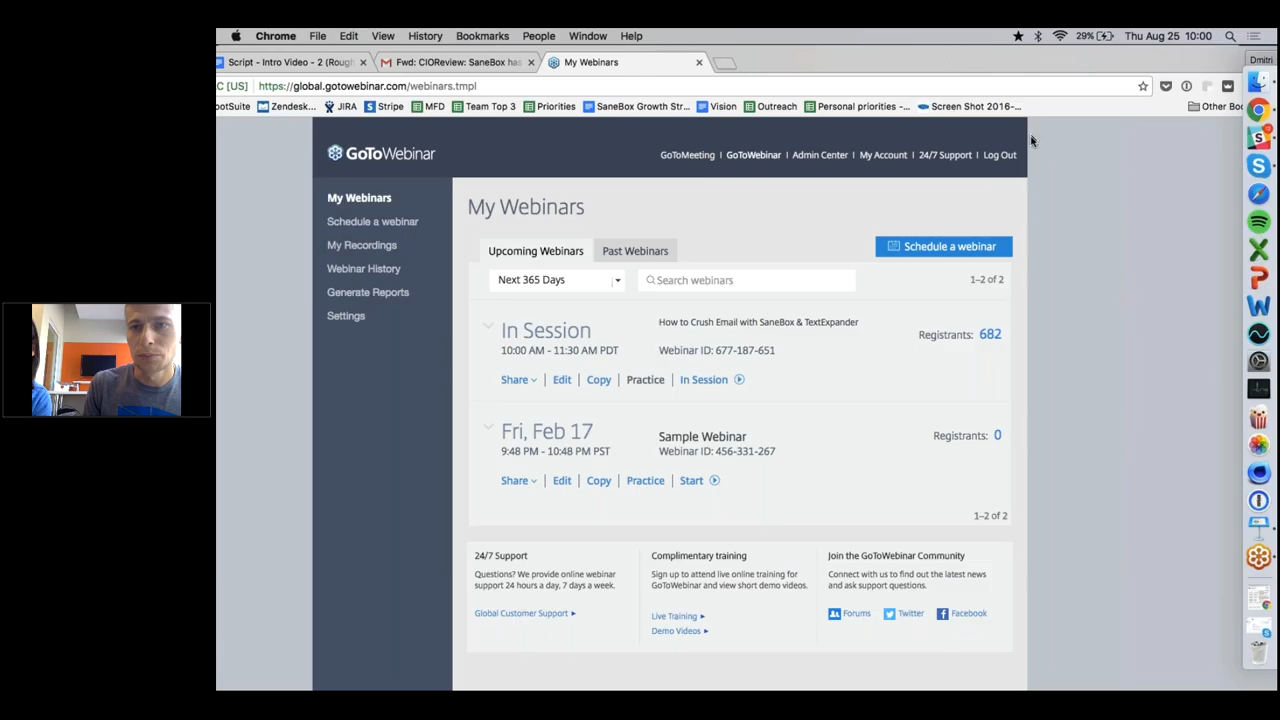 Chrome File Edit View History Bookmarks People Window Help 29% Thu Aug 25 10:00
Script - Intro Video - 2 (Roug Fwd: CIOReview: SaneBox has My Webinars Dmitri
[US] https://global.gotowebinar.com/webinars.tmpl
ootSuite Zendesk... JIRA Stripe MFD Team Top 3 Priorities SaneBox Growth Str... Vision Outreach Personal priorities -... Screen Shot 2016-... Other Bo
GoToWebinar GoToMeeting | GoToWebinar | Admin Center | My Account | 24/7 Support | Log Out
My Webinars
Schedule a webinar
My Recordings
Webinar History
Generate Reports
Settings
My Webinars
Upcoming Webinars Past Webinars Schedule a webinar
Next 365 Days Search webinars 1–2 of 2
In Session How to Crush Email with SaneBox & TextExpander Registrants: 682
10:00 AM - 11:30 AM PDT Webinar ID: 677-187-651
Share | Edit | Copy | Practice | In Session
Fri, Feb 17 Sample Webinar Registrants: 0
9:48 PM - 10:48 PM PST Webinar ID: 456-331-267
Share | Edit | Copy | Practice | Start
1–2 of 2
24/7 Support
Questions? We provide online webinar
support 24 hours a day, 7 days a week.
Global Customer Support
Complimentary training
Sign up to attend live online training for
GoToWebinar and view short demo videos.
Live Training
Demo Videos
Join the GoToWebinar Community
Connect with us to find out the latest news
and ask support questions.
Forums Twitter Facebook